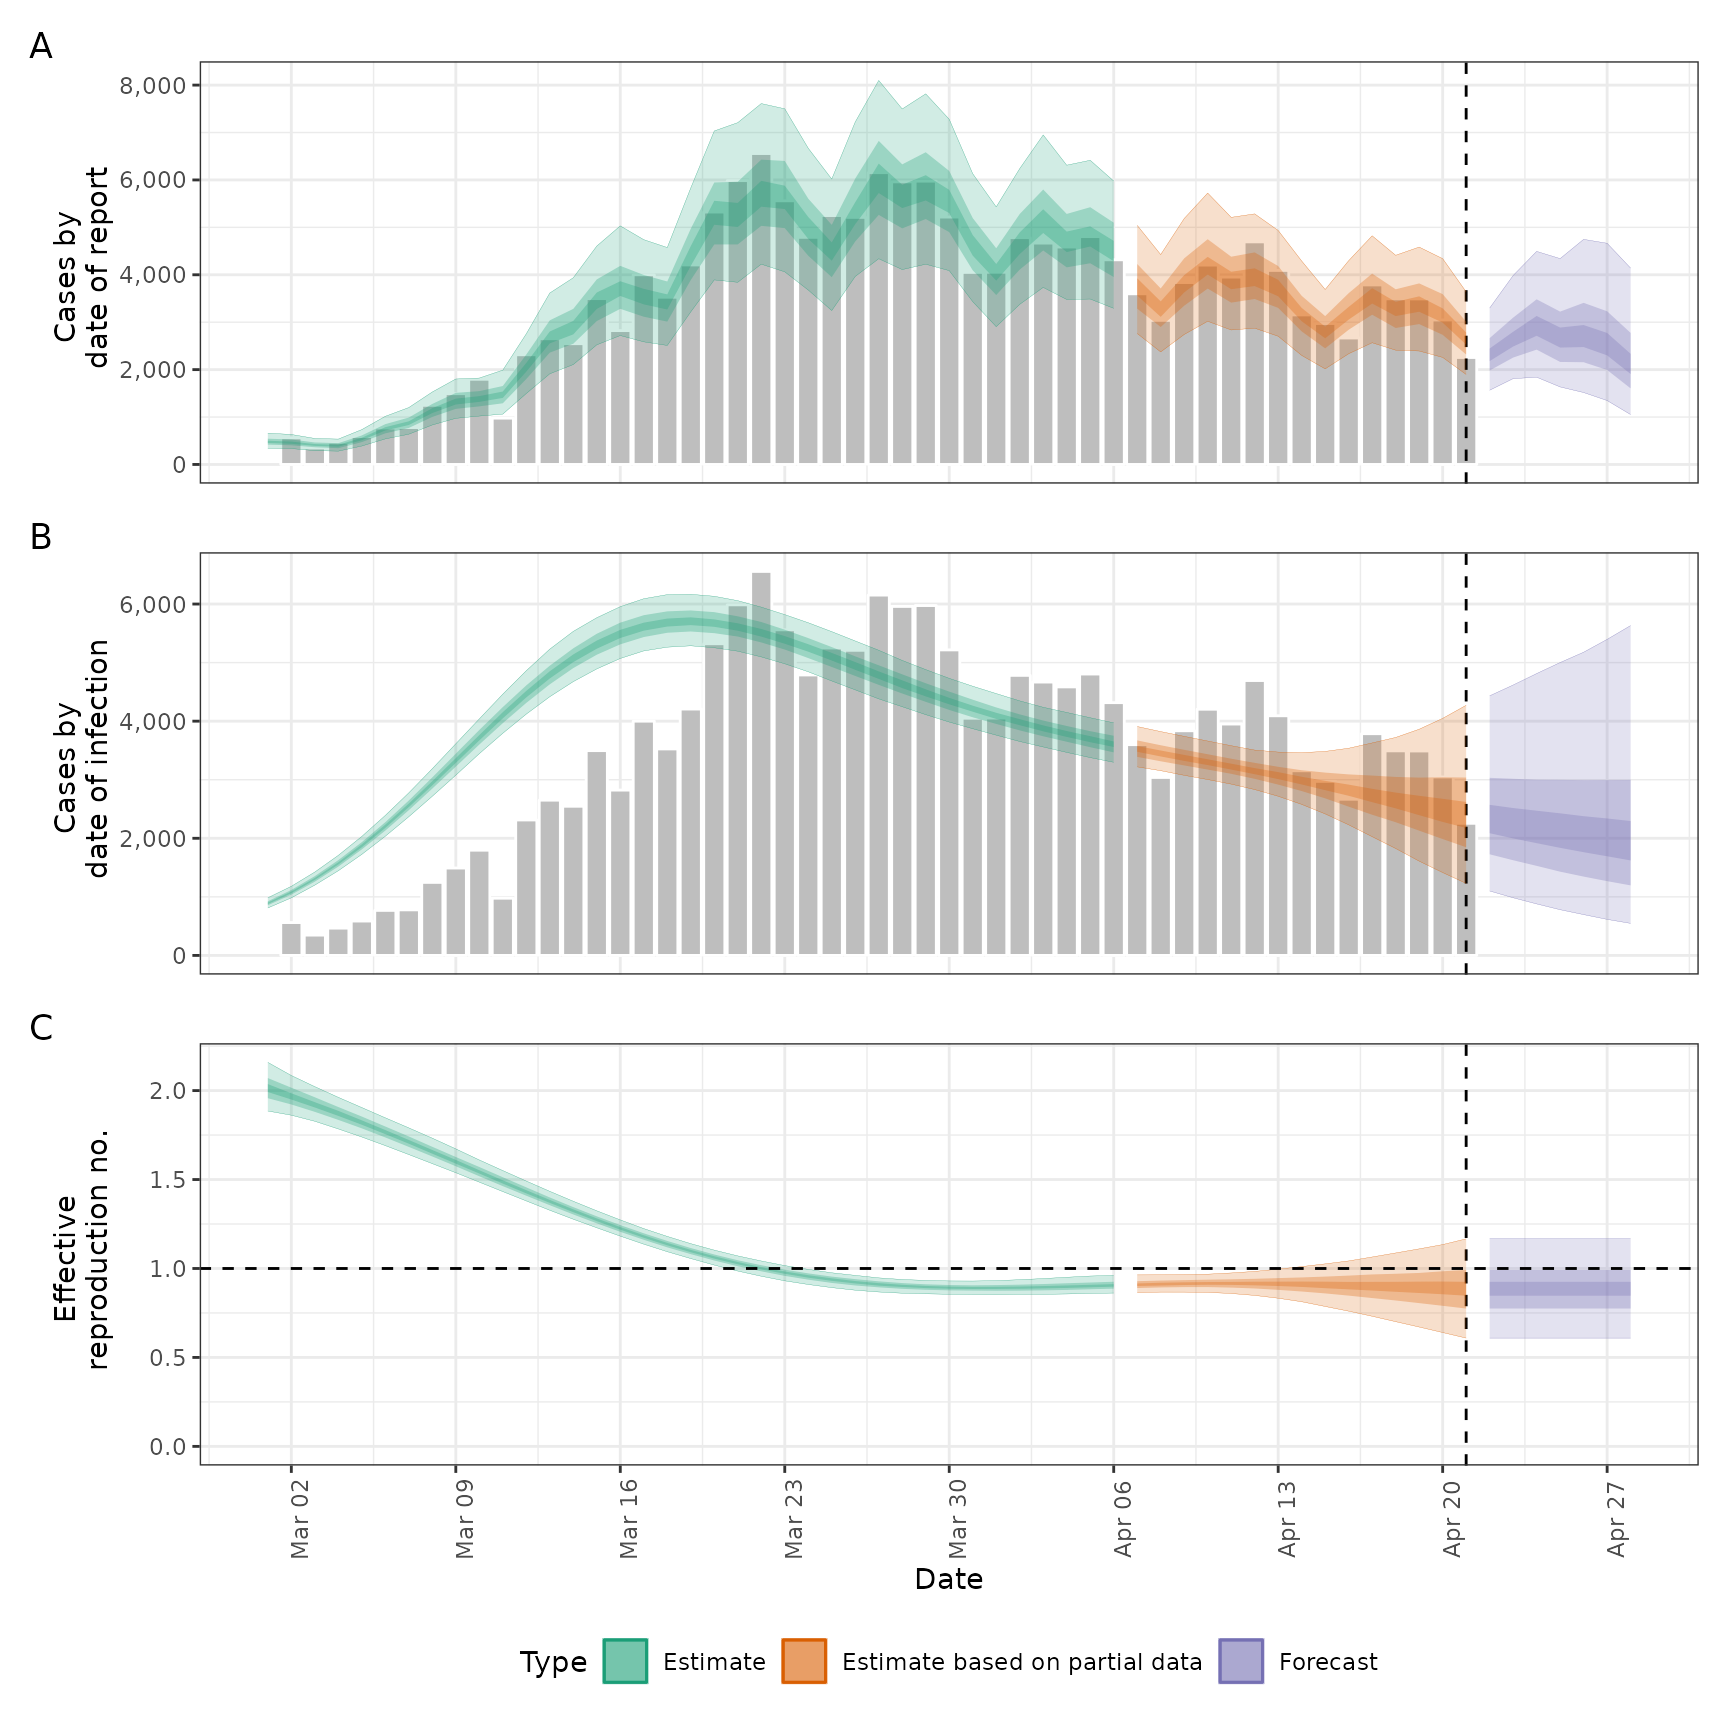 A
Cases by
date of report
8,000
6,000
4,000
2,000
0
B
Cases by
date of infection
6,000
4,000
2,000
0
C
Effective
reproduction no.
2.0
1.5
1.0
0.5
0.0
Mar 02
Mar 09
Mar 16
Mar 23
Mar 30
Apr 06
Apr 13
Apr 20
Apr 27
Date
Type Estimate Estimate based on partial data Forecast